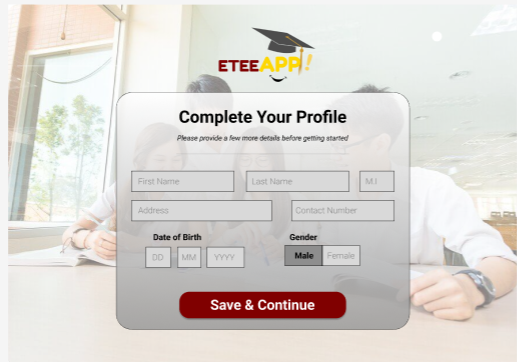 ETEEAPP!
Complete Your Profile
Please provide a few more details before getting started
First Name Last Name M.I
Address Contact Number
Date of Birth Gender
DD MM YYYY Male Female
Save & Continue